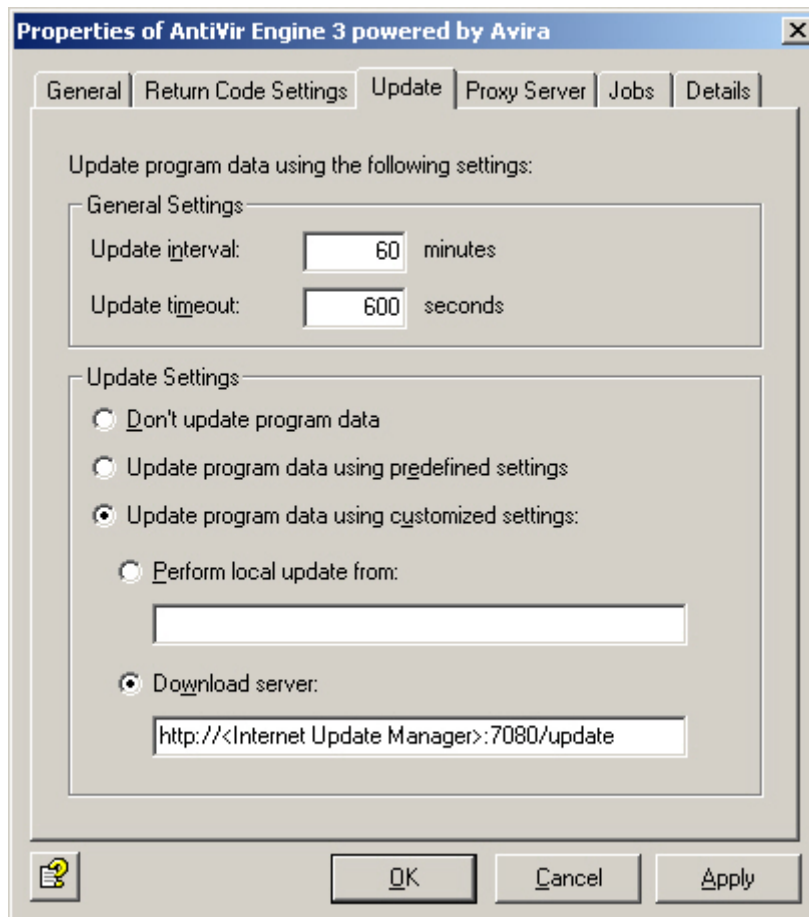 Properties of AntiVir Engine 3 powered by Avira
General Return Code Settings Update Proxy Server Jobs Details
Update program data using the following settings:
General Settings
Update interval: 60 minutes
Update timeout: 600 seconds
Update Settings
Don't update program data
Update program data using predefined settings
Update program data using customized settings:
Perform local update from:
Download server:
http://<Internet Update Manager>:7080/update
OK Cancel Apply